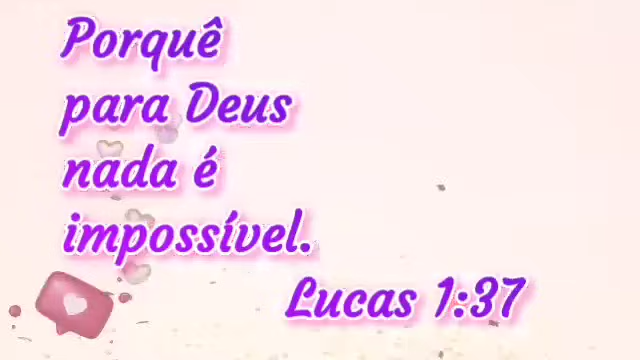 Porquê
para Deus
nada é
impossível.
Lucas 1:37